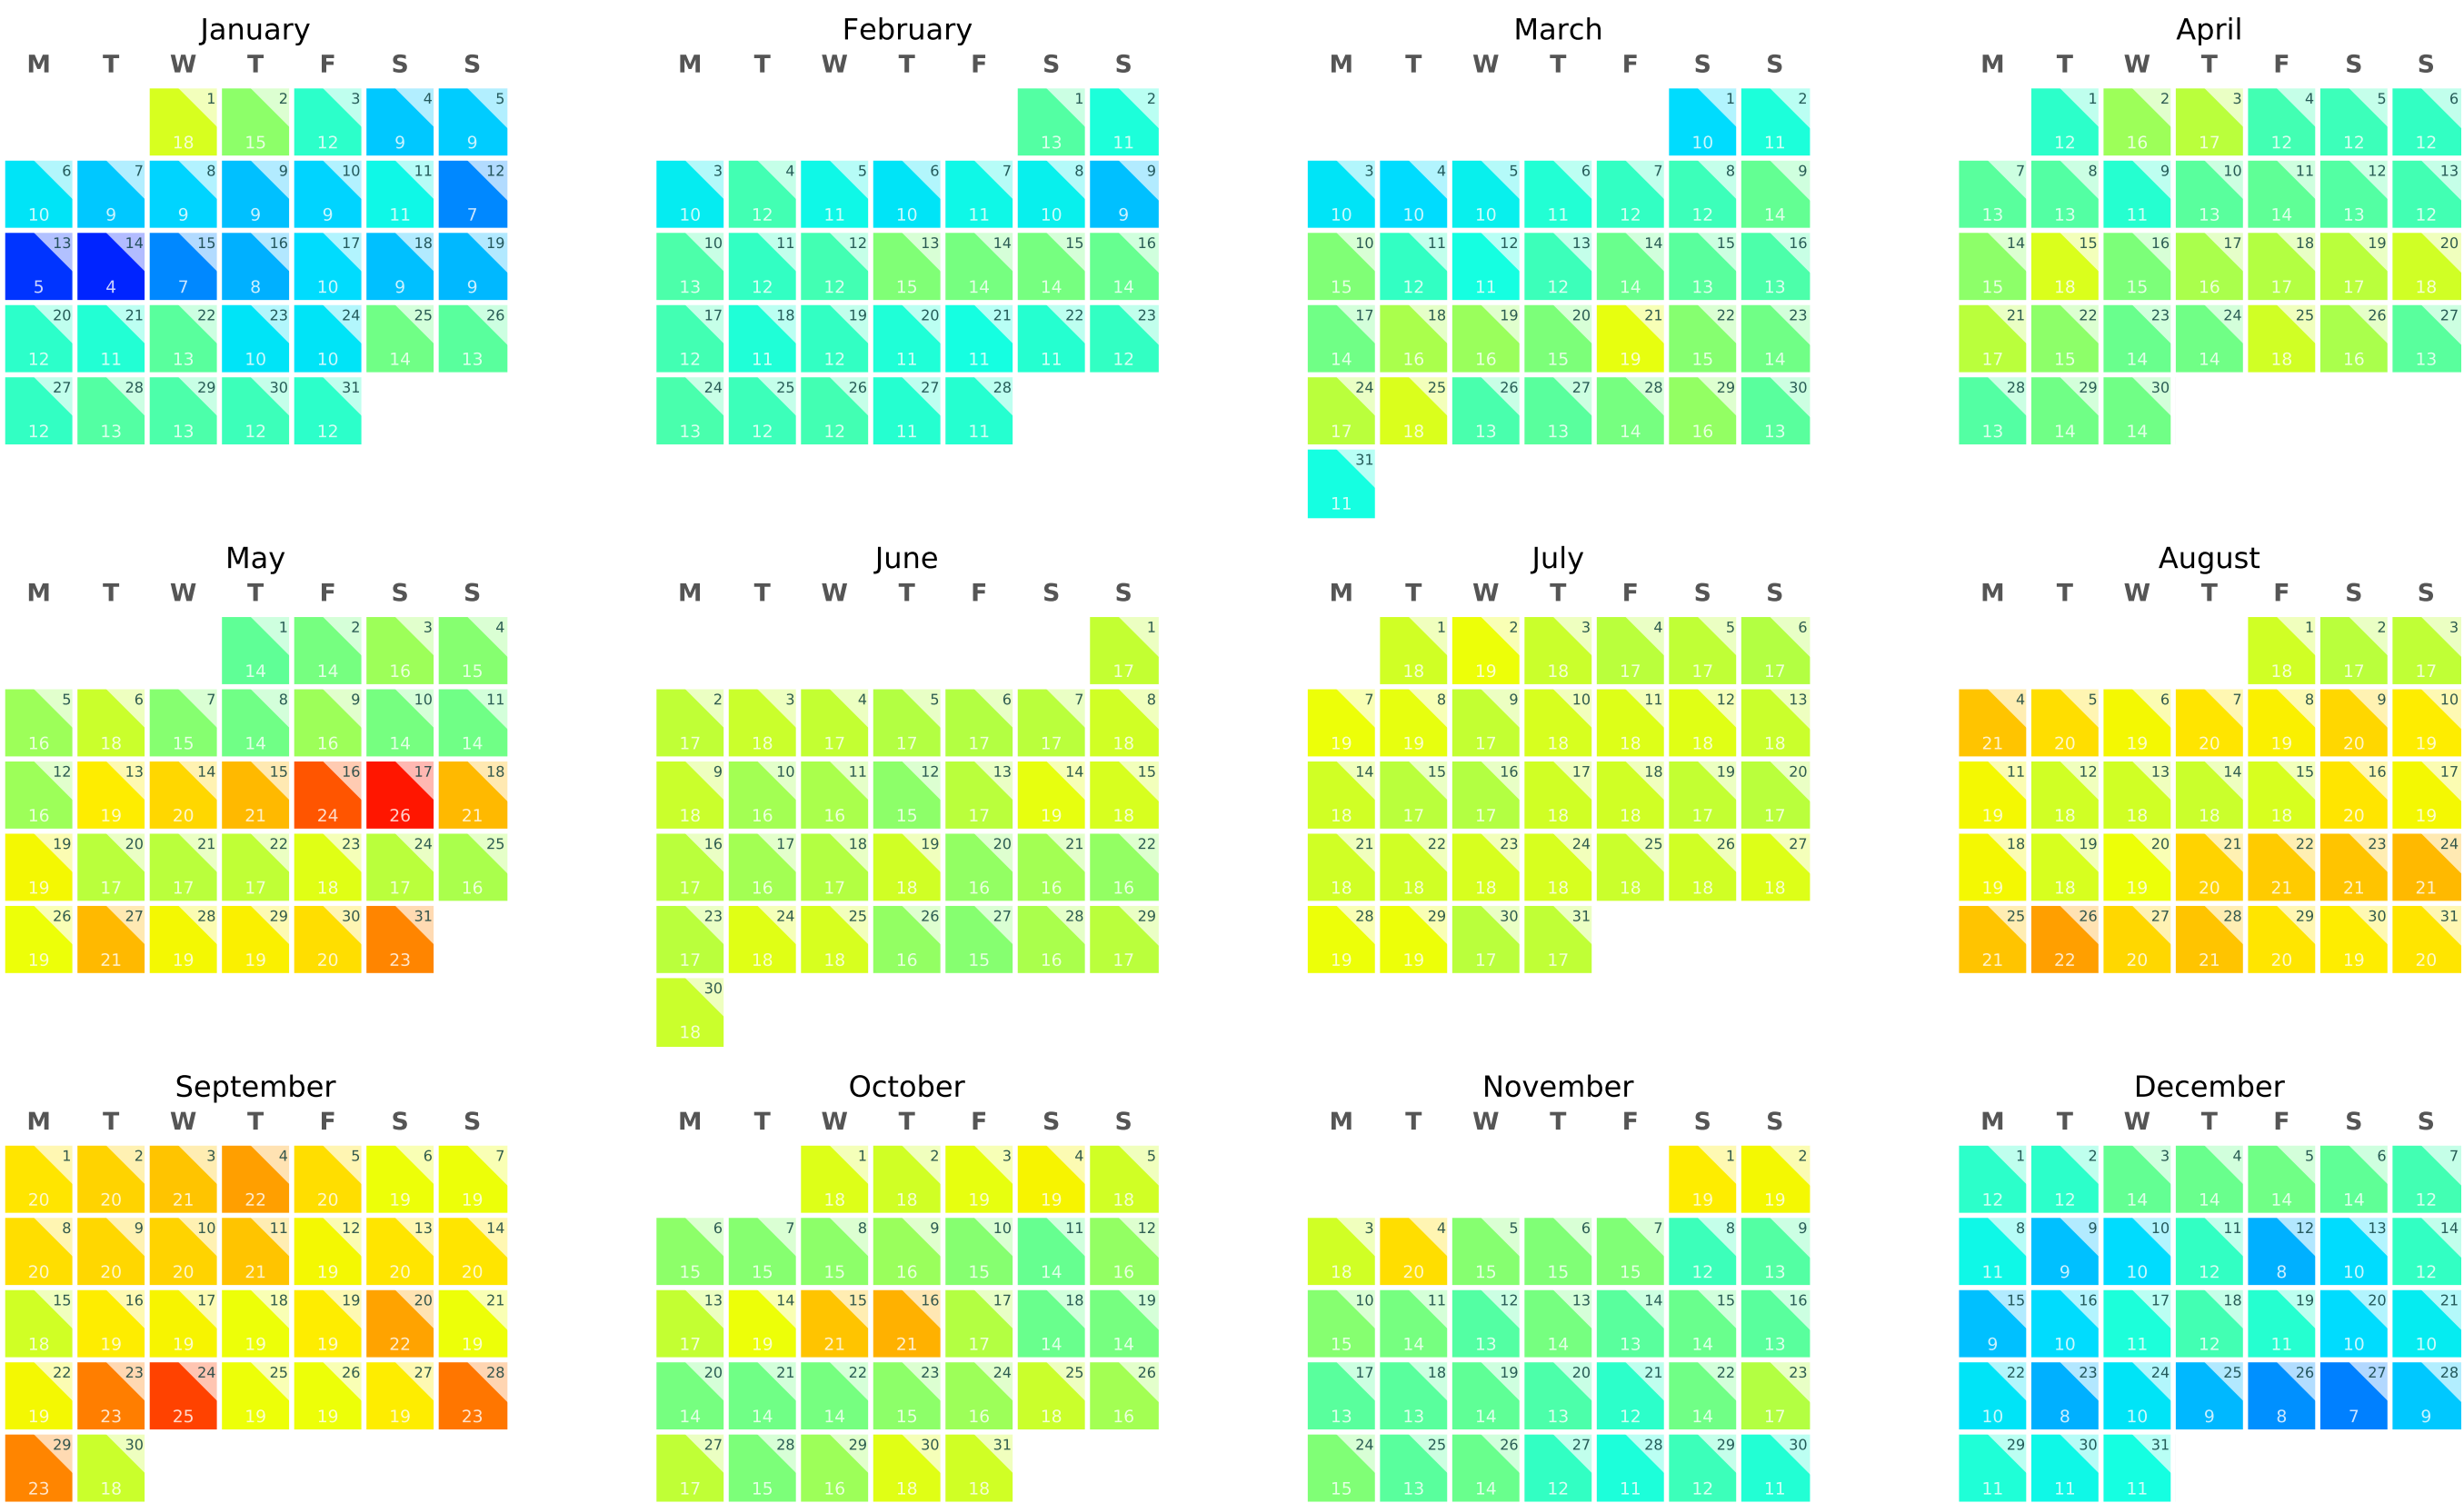 January February March April
M T W T F S S M T W T F S S M T W T F S S M T W T F S S
1 2 3 4 5 1 2 1 2 1 2 3 4 5 6
18 15 12 9 9 13 11 10 11 12 16 17 12 12 12
6 7 8 9 10 11 12 3 4 5 6 7 8 9 3 4 5 6 7 8 9 7 8 9 10 11 12 13
10 9 9 9 9 11 7 10 12 11 10 11 10 9 10 10 10 11 12 12 14 13 13 11 13 14 13 12
13 14 15 16 17 18 19 10 11 12 13 14 15 16 10 11 12 13 14 15 16 14 15 16 17 18 19 20
5 4 7 8 10 9 9 13 12 12 15 14 14 14 15 12 11 12 14 13 13 15 18 15 16 17 17 18
20 21 22 23 24 25 26 17 18 19 20 21 22 23 17 18 19 20 21 22 23 21 22 23 24 25 26 27
12 11 13 10 10 14 13 12 11 12 11 11 11 12 14 16 16 15 19 15 14 17 15 14 14 18 16 13
27 28 29 30 31 24 25 26 27 28 24 25 26 27 28 29 30 28 29 30
12 13 13 12 12 13 12 12 11 11 17 18 13 13 14 16 13 13 14 14
31
11
May June July August
M T W T F S S M T W T F S S M T W T F S S M T W T F S S
1 2 3 4 1 1 2 3 4 5 6 1 2 3
14 14 16 15 17 18 19 18 17 17 17 18 17 17
5 6 7 8 9 10 11 2 3 4 5 6 7 8 7 8 9 10 11 12 13 4 5 6 7 8 9 10
16 18 15 14 16 14 14 17 18 17 17 17 17 18 19 19 17 18 18 18 18 21 20 19 20 19 20 19
12 13 14 15 16 17 18 9 10 11 12 13 14 15 14 15 16 17 18 19 20 11 12 13 14 15 16 17
16 19 20 21 24 26 21 18 16 16 15 17 19 18 18 17 17 18 18 17 17 19 18 18 18 18 20 19
19 20 21 22 23 24 25 16 17 18 19 20 21 22 21 22 23 24 25 26 27 18 19 20 21 22 23 24
19 17 17 17 18 17 16 17 16 17 18 16 16 16 18 18 18 18 18 18 18 19 18 19 20 21 21 21
26 27 28 29 30 31 23 24 25 26 27 28 29 28 29 30 31 25 26 27 28 29 30 31
19 21 19 19 20 23 17 18 18 16 15 16 17 19 19 17 17 21 22 20 21 20 19 20
30
18
September October November December
M T W T F S S M T W T F S S M T W T F S S M T W T F S S
1 2 3 4 5 6 7 1 2 3 4 5 1 2 1 2 3 4 5 6 7
20 20 21 22 20 19 19 18 18 19 19 18 19 19 12 12 14 14 14 14 12
8 9 10 11 12 13 14 6 7 8 9 10 11 12 3 4 5 6 7 8 9 8 9 10 11 12 13 14
20 20 20 21 19 20 20 15 15 15 16 15 14 16 18 20 15 15 15 12 13 11 9 10 12 8 10 12
15 16 17 18 19 20 21 13 14 15 16 17 18 19 10 11 12 13 14 15 16 15 16 17 18 19 20 21
18 19 19 19 19 22 19 17 19 21 21 17 14 14 15 14 13 14 13 14 13 9 10 11 12 11 10 10
22 23 24 25 26 27 28 20 21 22 23 24 25 26 17 18 19 20 21 22 23 22 23 24 25 26 27 28
19 23 25 19 19 19 23 14 14 14 15 16 18 16 13 13 14 13 12 14 17 10 8 10 9 8 7 9
29 30 27 28 29 30 31 24 25 26 27 28 29 30 29 30 31
23 18 17 15 16 18 18 15 13 14 12 11 12 11 11 11 11